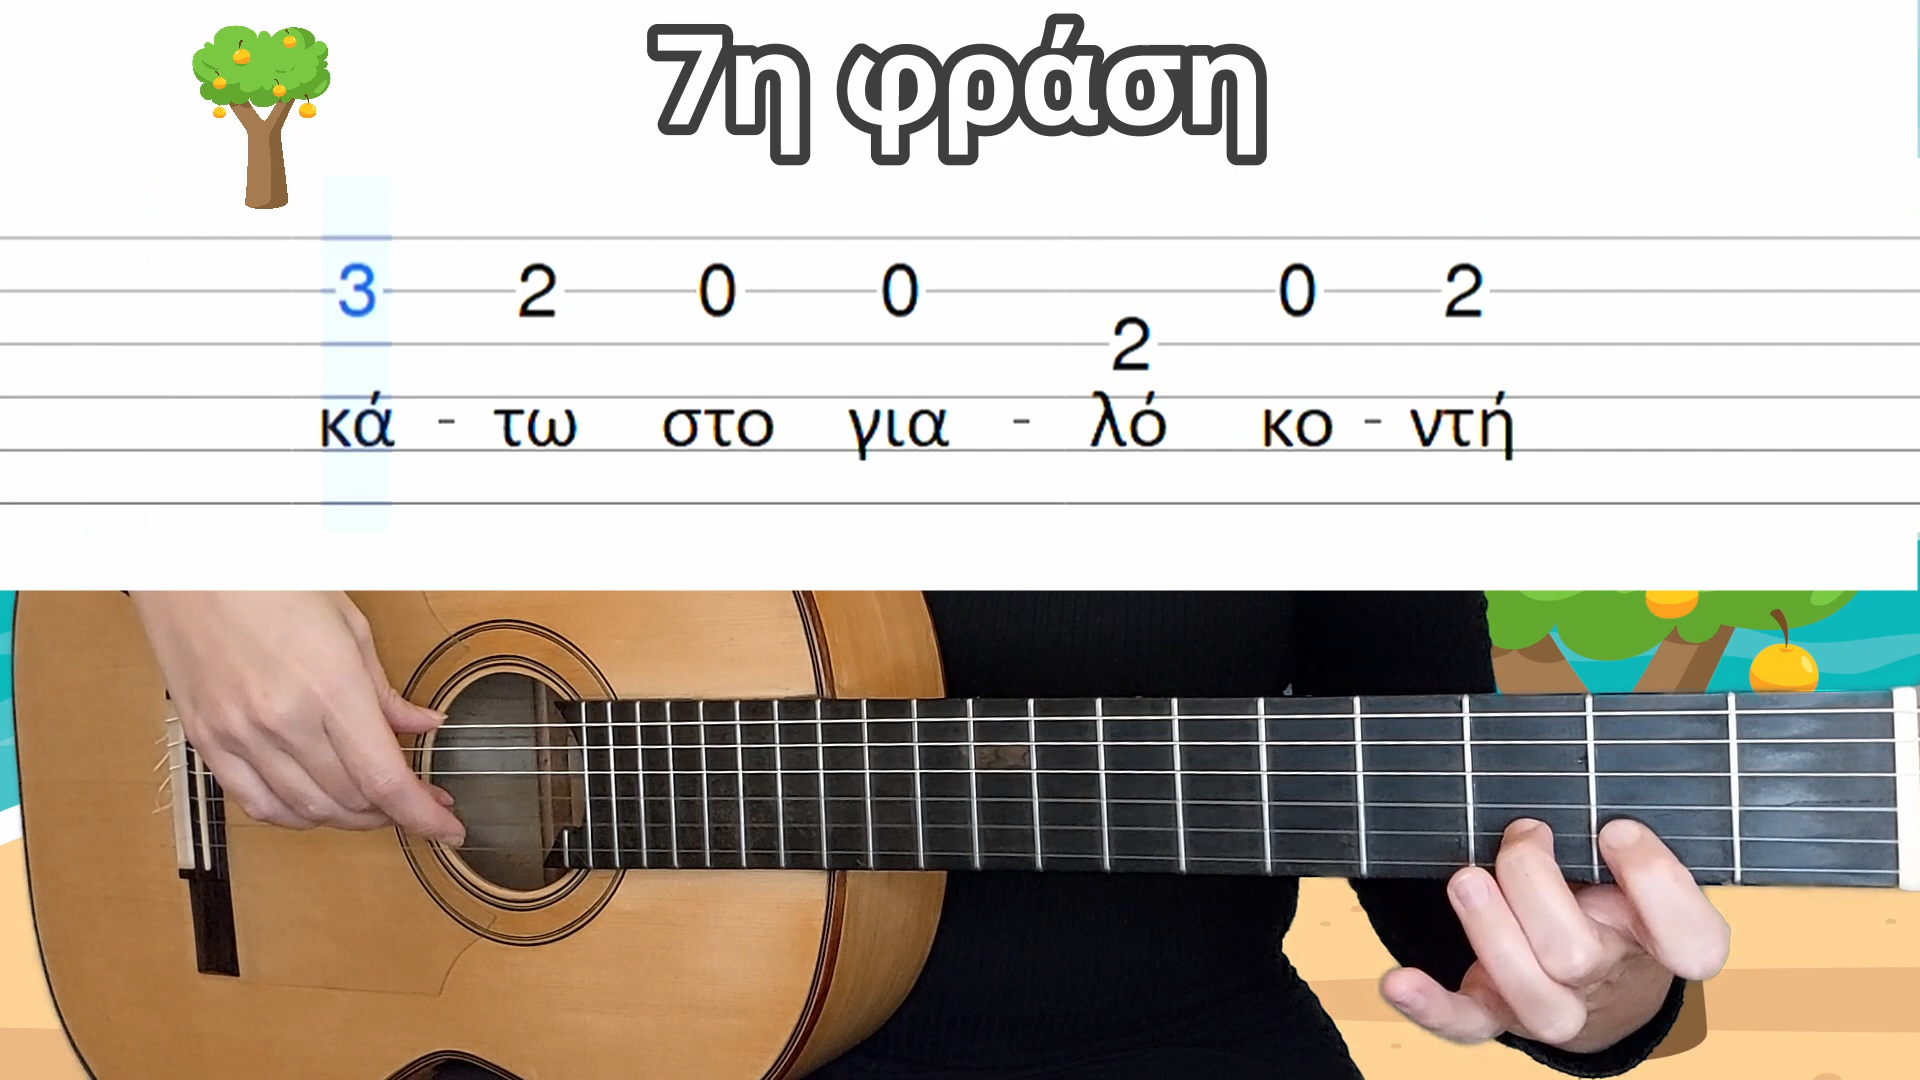 7η φράση
3 2 0 0 2 0 2
κά - τω στο για - λό κο - ντή